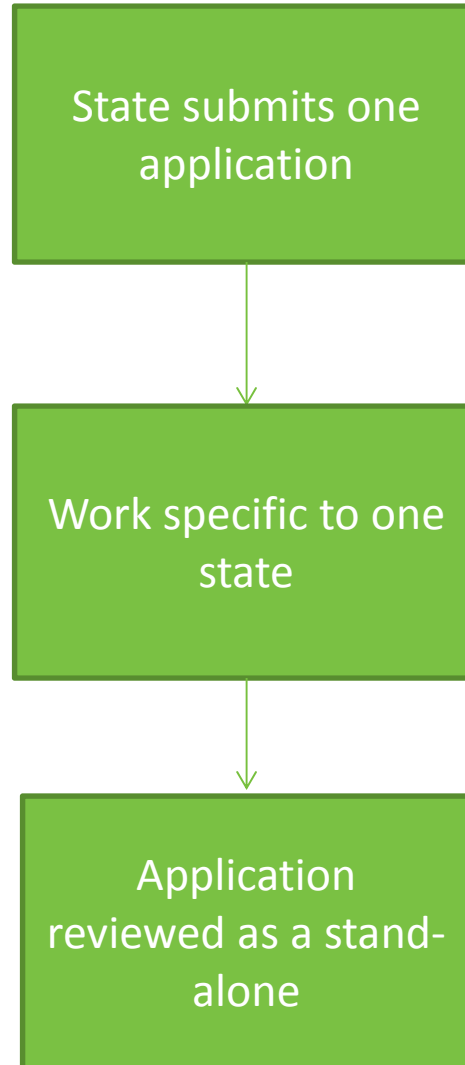 State submits one
application
Work specific to one
state
Application
reviewed as a stand-
alone